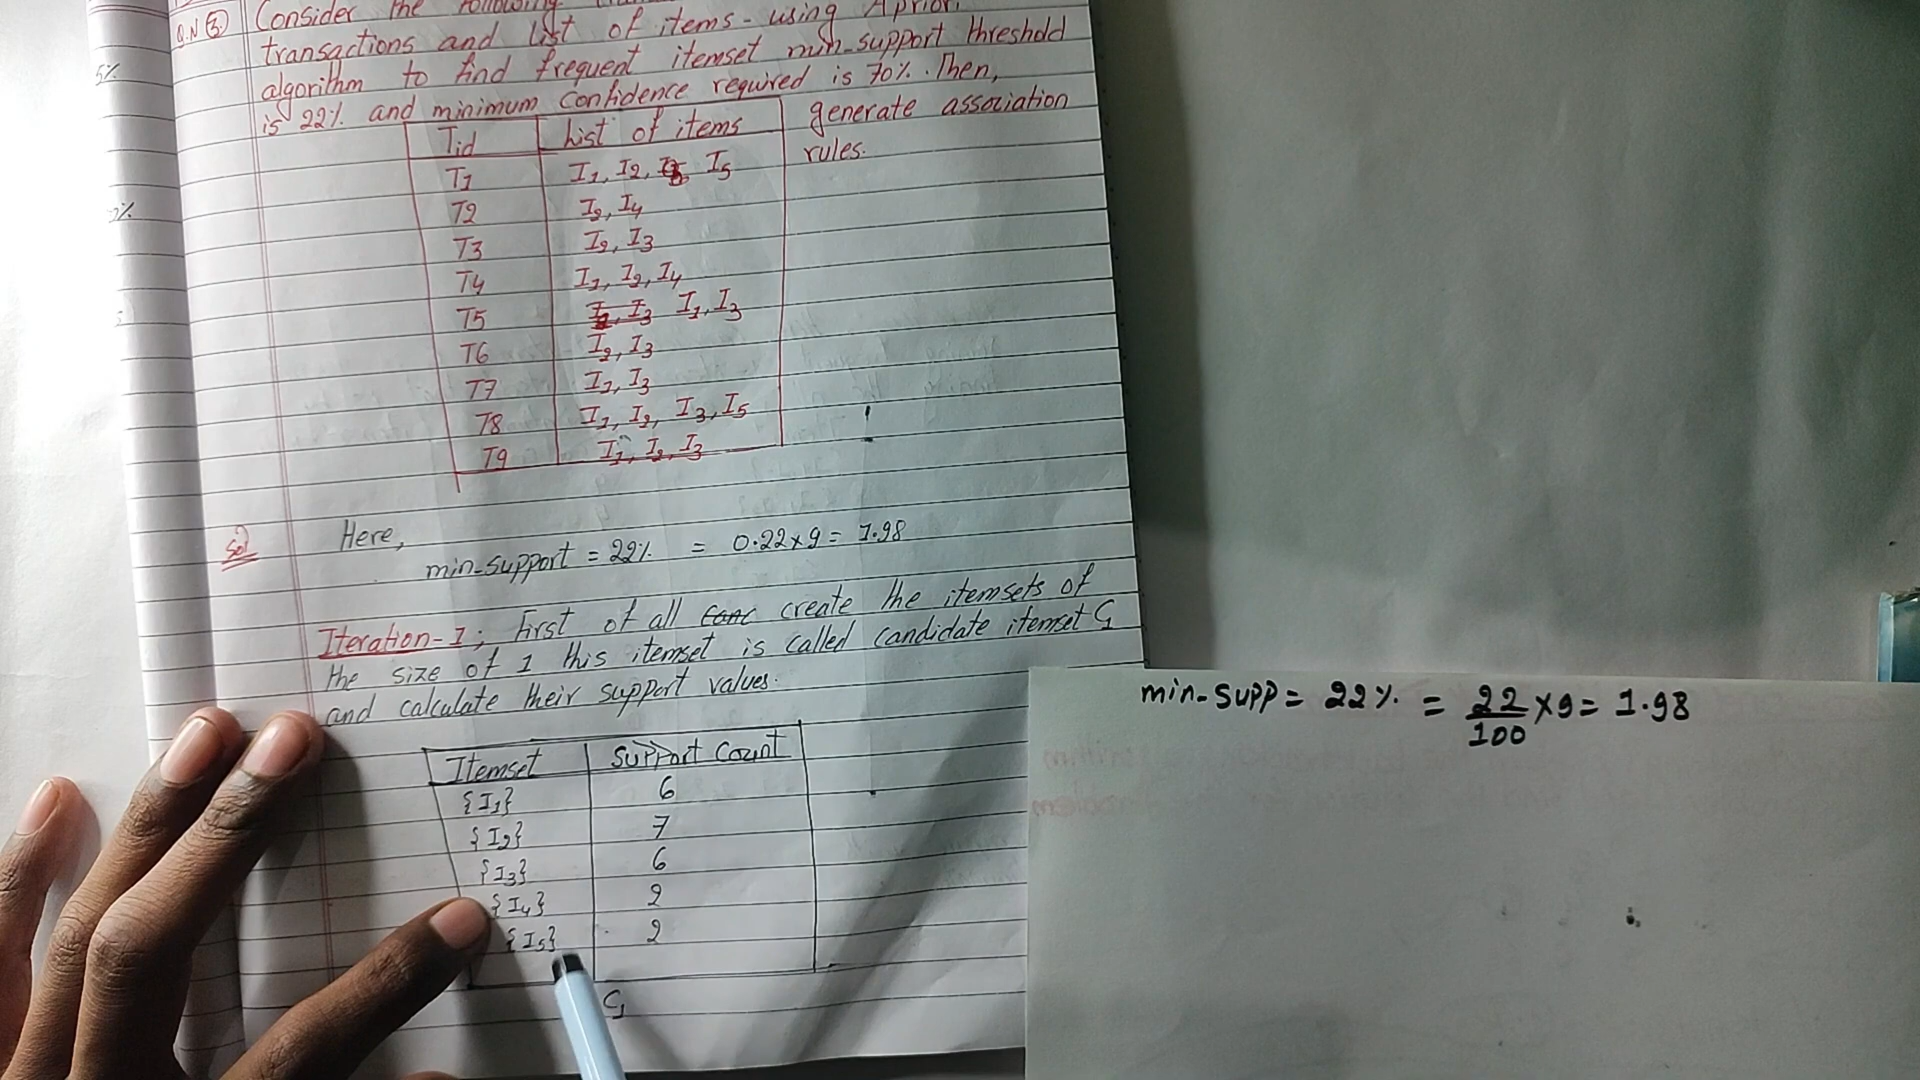 5%
Q.N 3) Consider the following
transactions and list of items - using Apriori
algorithm to find frequent itemset min-support threshold
is 22% and minimum confidence required is 70%. Then,
generate association
rules.
Tid List of items
T1 I1, I2, I5
T2 I2, I4
T3 I2, I3
T4 I1, I2, I4
T5 I1, I3
T6 I2, I3
T7 I1, I3
T8 I1, I2, I3, I5
T9 I1, I2, I3
Sol
Here,
min-support = 22% = 0.22x9 = 1.98
Iteration-1; First of all create the itemsets of
the size of 1 this itemset is called candidate itemset C1
and calculate their support values.
Itemset Support Count
{I1} 6
{I2} 7
{I3} 6
{I4} 2
{I5} 2
C1
min-supp = 22% = 22/100 x9 = 1.98